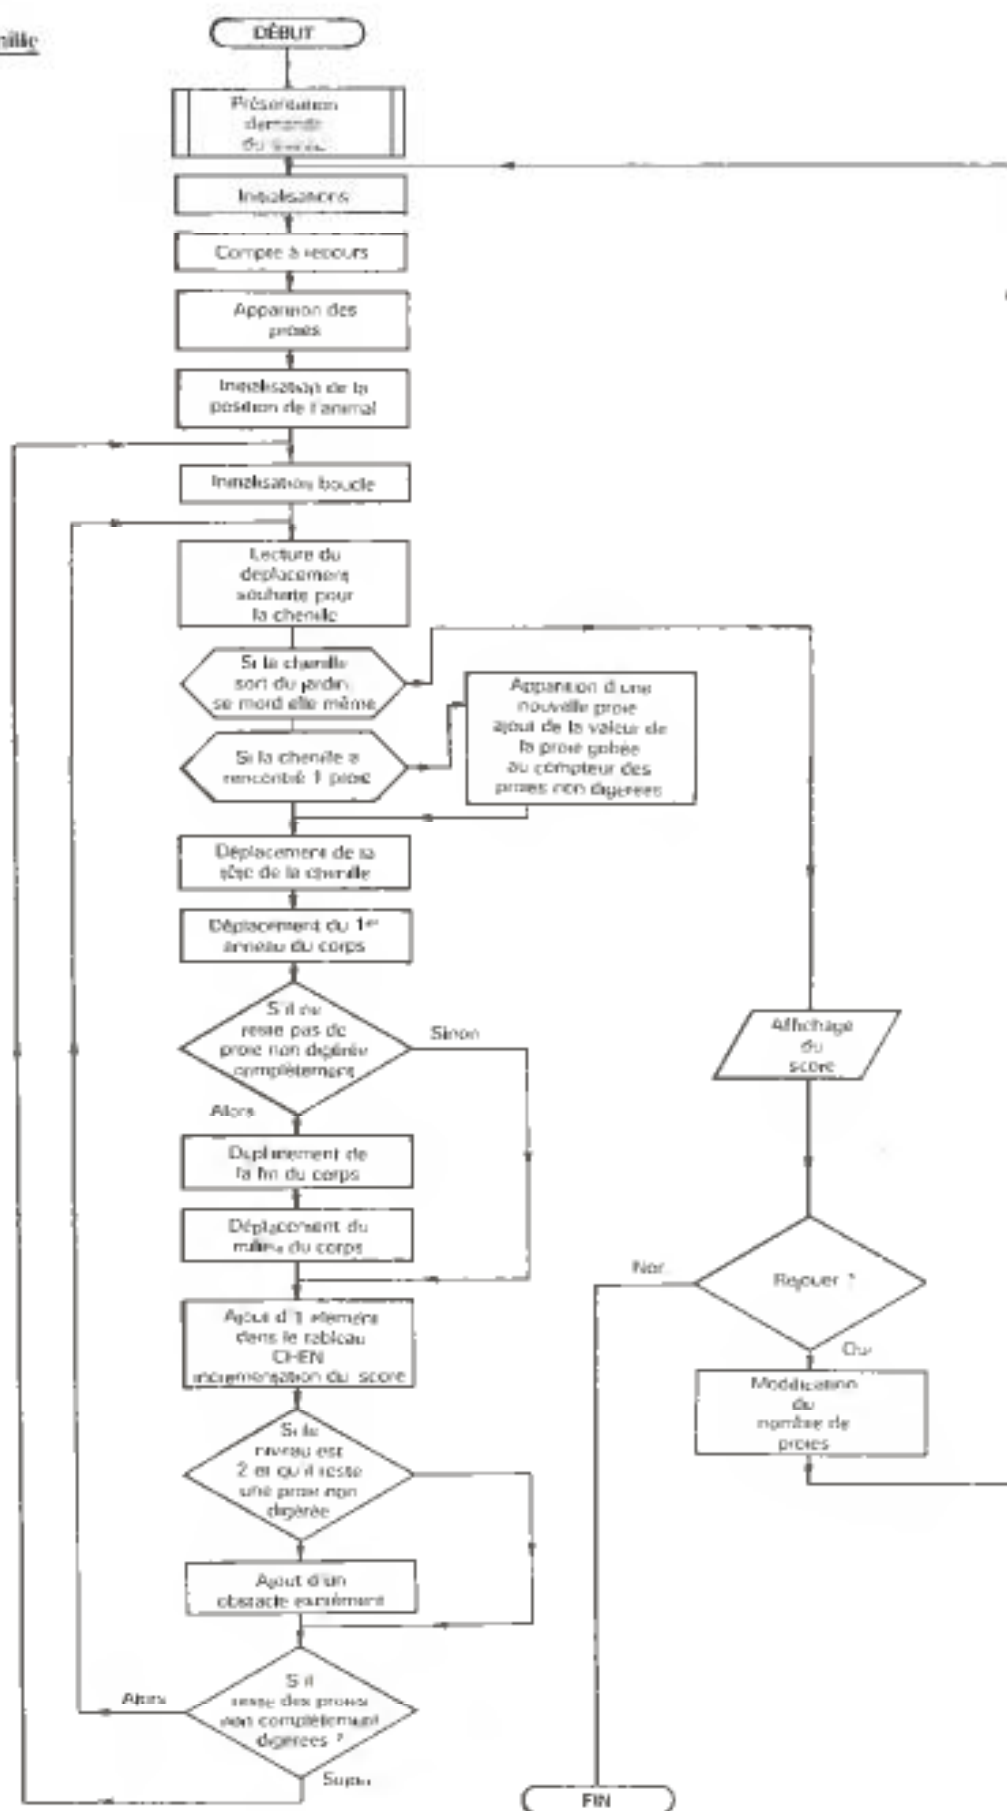 DÉBUT
Présentation
demande
du
Initialisations
Compte à rebours
Apparition des
proies
Initialisation de la
position de l'animal
Initialisation boucle
Lecture du
déplacement
souhaité pour
la chenille
Si la chenille
sort du jardin,
se mord elle même
Si la chenille a
rencontré 1 proie
Apparition d'une
nouvelle proie
ajout de la valeur de
la proie gobée
au compteur des
proies non digérées
Déplacement de la
tête de la chenille
Déplacement du 1er
anneau du corps
S'il ne
reste pas de
proie non digérée
complètement
Sinon
Alors
Déplacement de
la fin du corps
Déplacement du
milieu du corps
Ajout d'1 élément
dans le tableau
CHEN
incrémentation du score
Si le
niveau est
2 et qu'il reste
une proie non
digérée
Ajout d'un
obstacle excrément
S'il
reste des proies
non complètement
digérées ?
Alors
Sinon
Affichage
du
score
Rejouer ?
Non
Oui
Modification
du
nombre de
proies
FIN